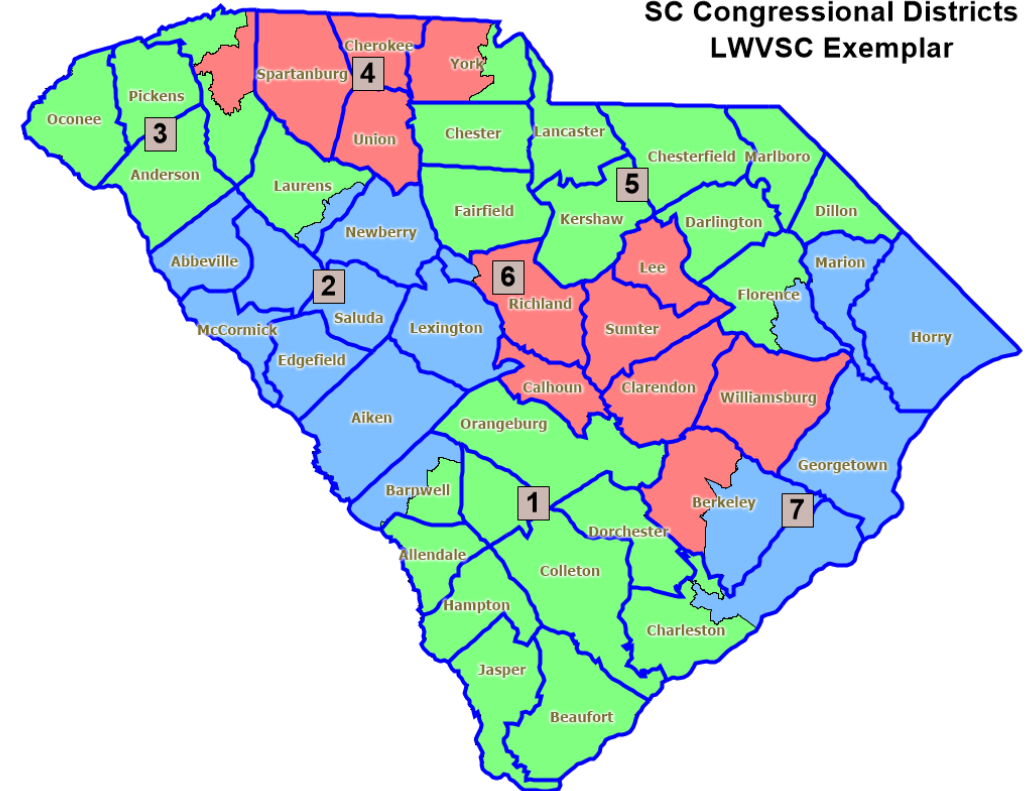 SC Congressional Districts
LWVSC Exemplar
Cherokee
York
Spartanburg
4
Pickens
Oconee
3
Union
Chester
Lancaster
Chesterfield
Marlboro
Anderson
Laurens
5
Fairfield
Kershaw
Darlington
Dillon
Newberry
Abbeville
Lee
Marion
2
6
Richland
Florence
Saluda
McCormick
Lexington
Sumter
Horry
Edgefield
Calhoun
Clarendon
Williamsburg
Aiken
Orangeburg
Georgetown
Barnwell
1
Berkeley
7
Dorchester
Allendale
Colleton
Hampton
Charleston
Jasper
Beaufort